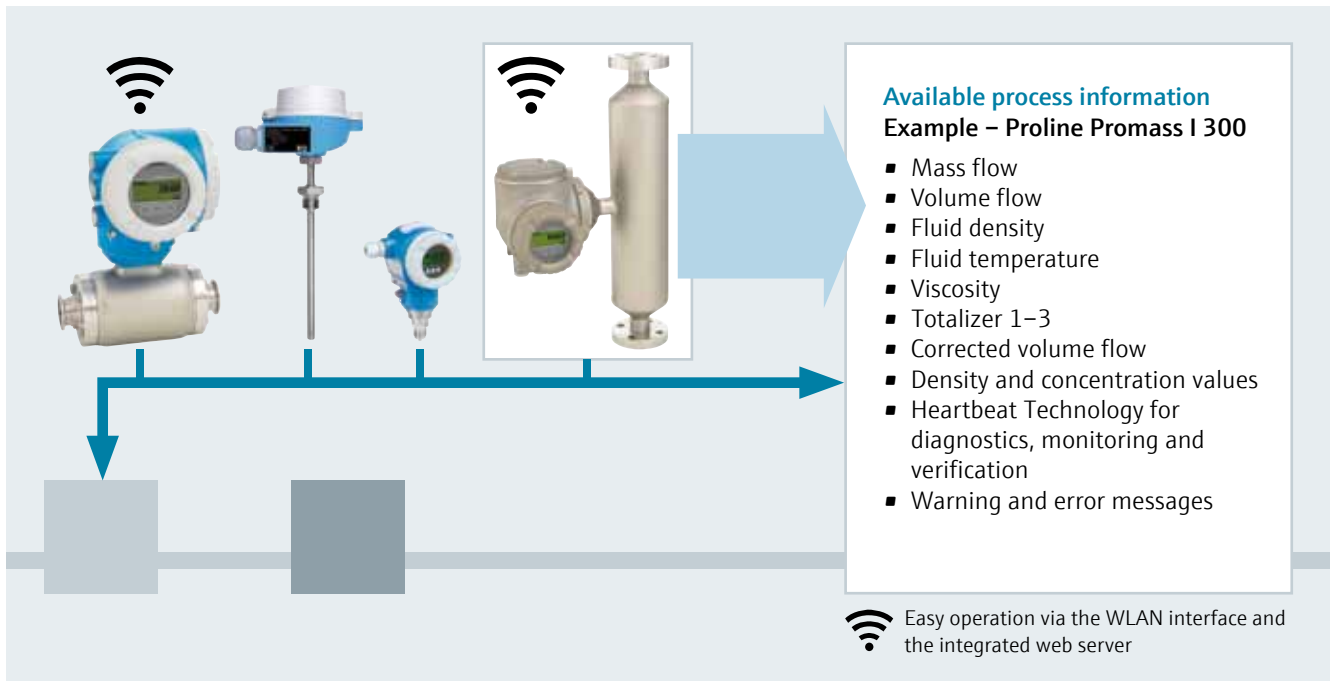 Available process information
Example – Proline Promass I 300
▪ Mass flow
▪ Volume flow
▪ Fluid density
▪ Fluid temperature
▪ Viscosity
▪ Totalizer 1–3
▪ Corrected volume flow
▪ Density and concentration values
▪ Heartbeat Technology for
diagnostics, monitoring and
verification
▪ Warning and error messages
Easy operation via the WLAN interface and
the integrated web server